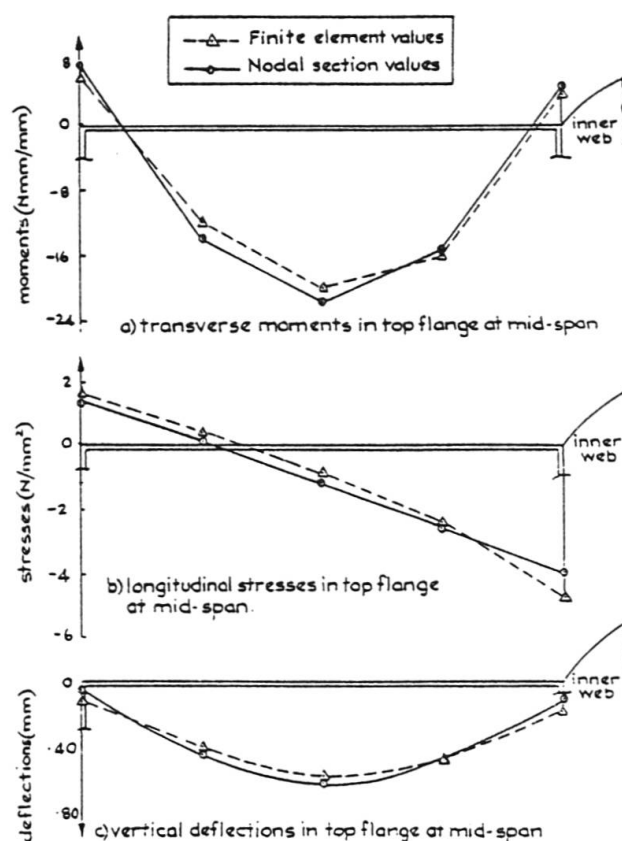 Finite element values
Nodal section values
8
0
-8
-16
-24
moments (Nmm/mm)
inner
web
a) transverse moments in top flange at mid-span
2
0
-2
-4
-6
stresses (N/mm²)
inner
web
b) longitudinal stresses in top flange
at mid-span.
0
·40
·80
deflections (mm)
inner
web
c) vertical deflections in top flange at mid-span